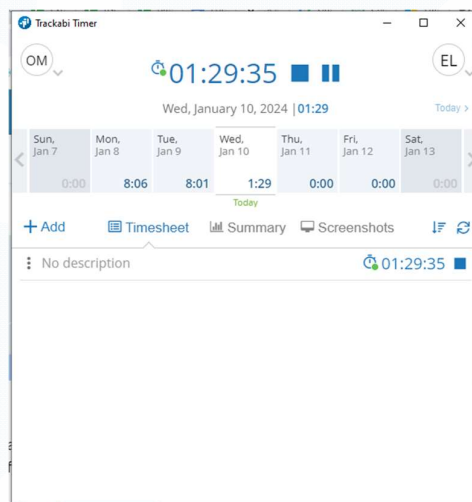 Trackabi Timer
OM
01:29:35
EL
Wed, January 10, 2024 |01:29
Today >
Sun, Jan 7 0:00
Mon, Jan 8 8:06
Tue, Jan 9 8:01
Wed, Jan 10 1:29
Thu, Jan 11 0:00
Fri, Jan 12 0:00
Sat, Jan 13 0:00
Today
+ Add
Timesheet
Summary
Screenshots
No description
01:29:35